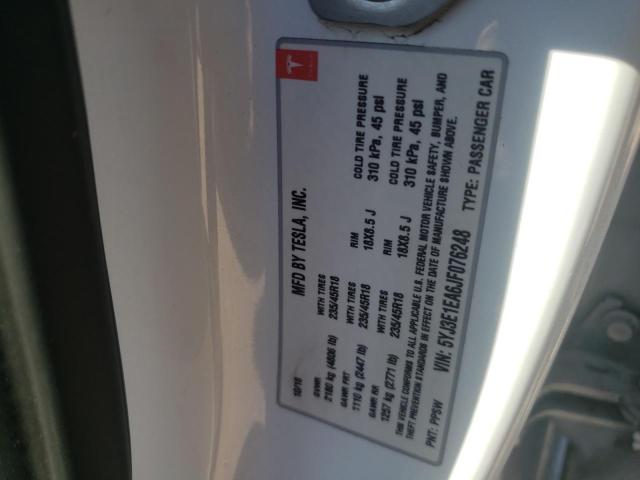 TESLA
MFD BY TESLA, INC.
10/18
GVWR
2180 kg (4806 lb)
WITH TIRES
235/45R18
RIM
18X8.5 J
COLD TIRE PRESSURE
310 kPa, 45 psi
GAWR FRT
1110 kg (2447 lb)
WITH TIRES
235/45R18
RIM
18X8.5 J
COLD TIRE PRESSURE
310 kPa, 45 psi
GAWR RR
1257 kg (2771 lb)
WITH TIRES
235/45R18
THIS VEHICLE CONFORMS TO ALL APPLICABLE U.S. FEDERAL MOTOR VEHICLE SAFETY, BUMPER, AND
THEFT PREVENTION STANDARDS IN EFFECT ON THE DATE OF MANUFACTURE SHOWN ABOVE.
PNT: PPSW
VIN: 5YJ3E1EA6JF076248
TYPE: PASSENGER CAR